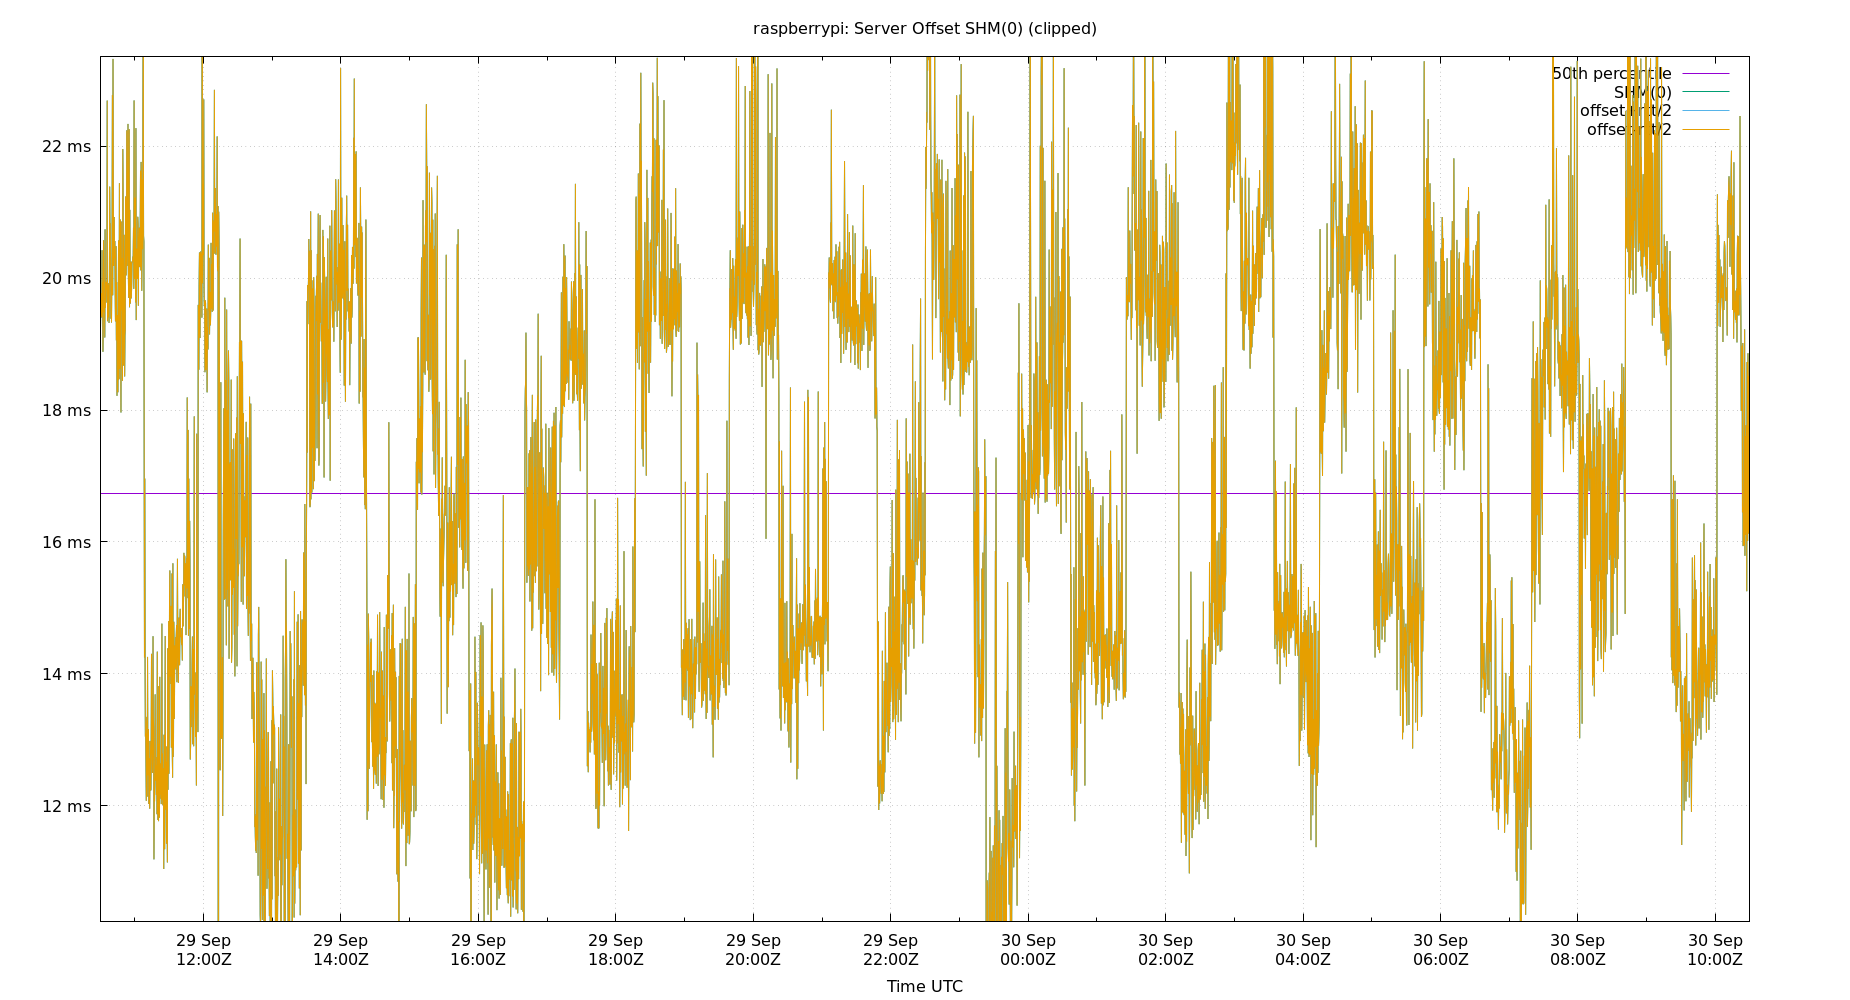 raspberrypi: Server Offset SHM(0) (clipped)
50th percentile
SHM(0)
22 ms
20 ms
18 ms
16 ms
14 ms
12 ms
29 Sep 29 Sep 29 Sep 29 Sep 29 Sep 29 Sep 30 Sep 30 Sep 30 Sep 30 Sep 30 Sep 30 Sep
12:00Z 14:00Z 16:00Z 18:00Z 20:00Z 22:00Z 00:00Z 02:00Z 04:00Z 06:00Z 08:00Z 10:00Z
Time UTC